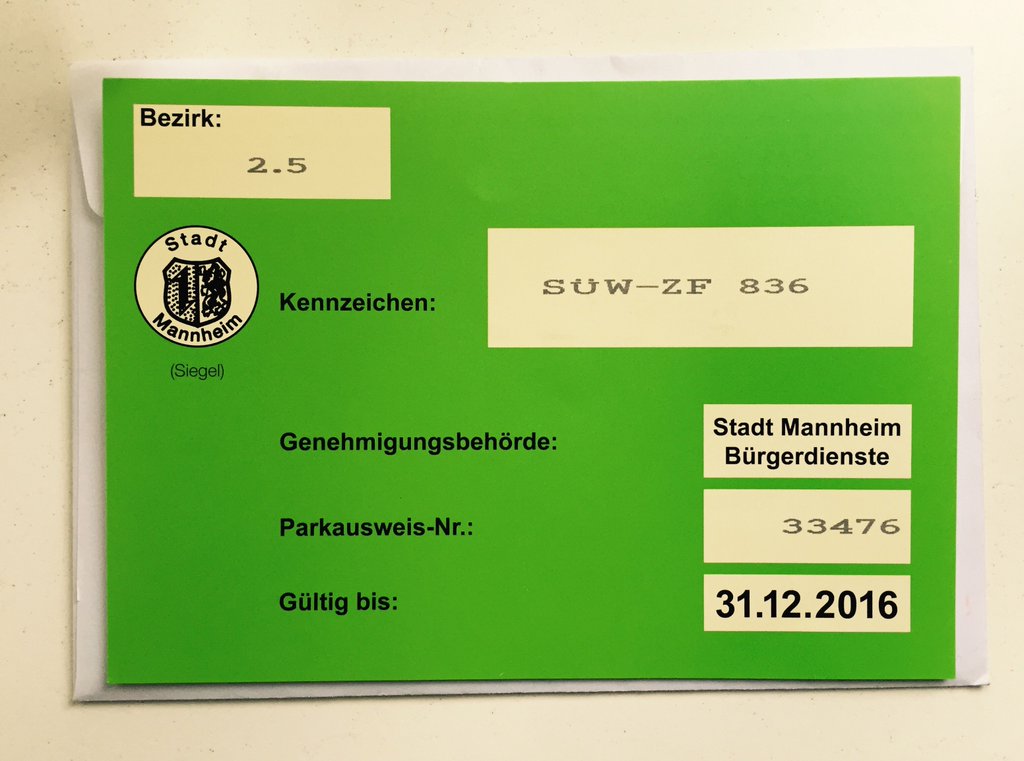 Bezirk:
2.5
Stadt
Mannheim
(Siegel)
Kennzeichen:
SÜW-ZF 836
Genehmigungsbehörde:
Stadt Mannheim
Bürgerdienste
Parkausweis-Nr.:
33476
Gültig bis:
31.12.2016